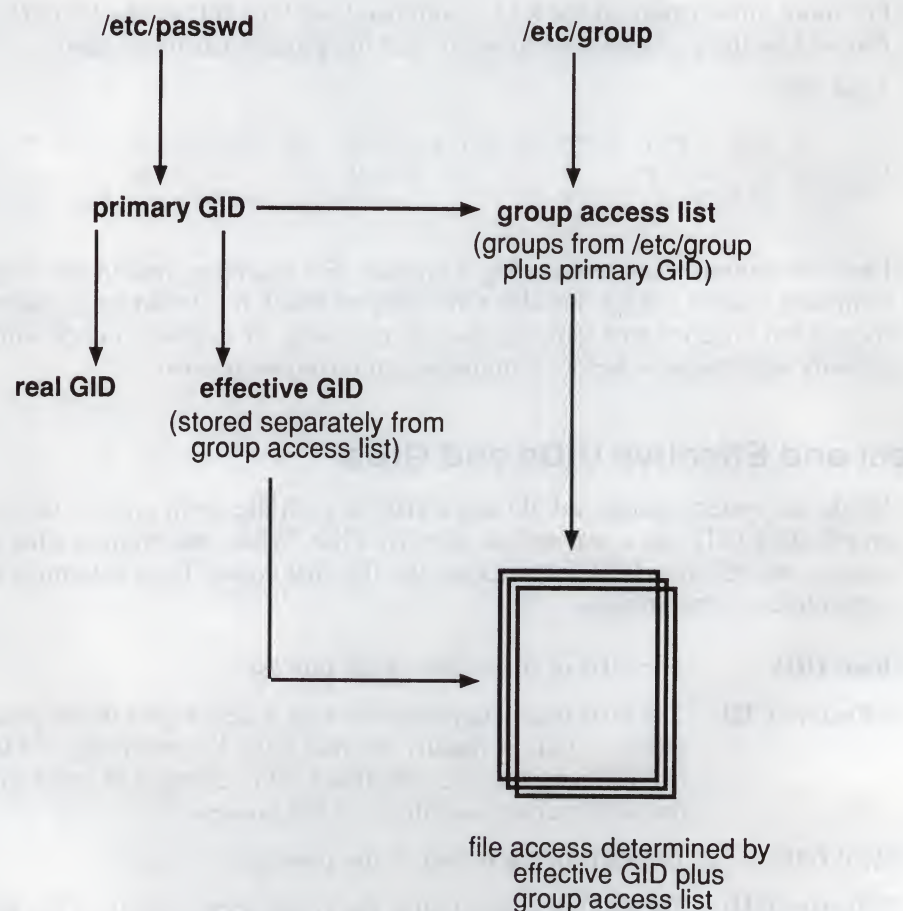 /etc/passwd
/etc/group
primary GID
group access list
(groups from /etc/group
plus primary GID)
real GID
effective GID
(stored separately from
group access list)
file access determined by
effective GID plus
group access list